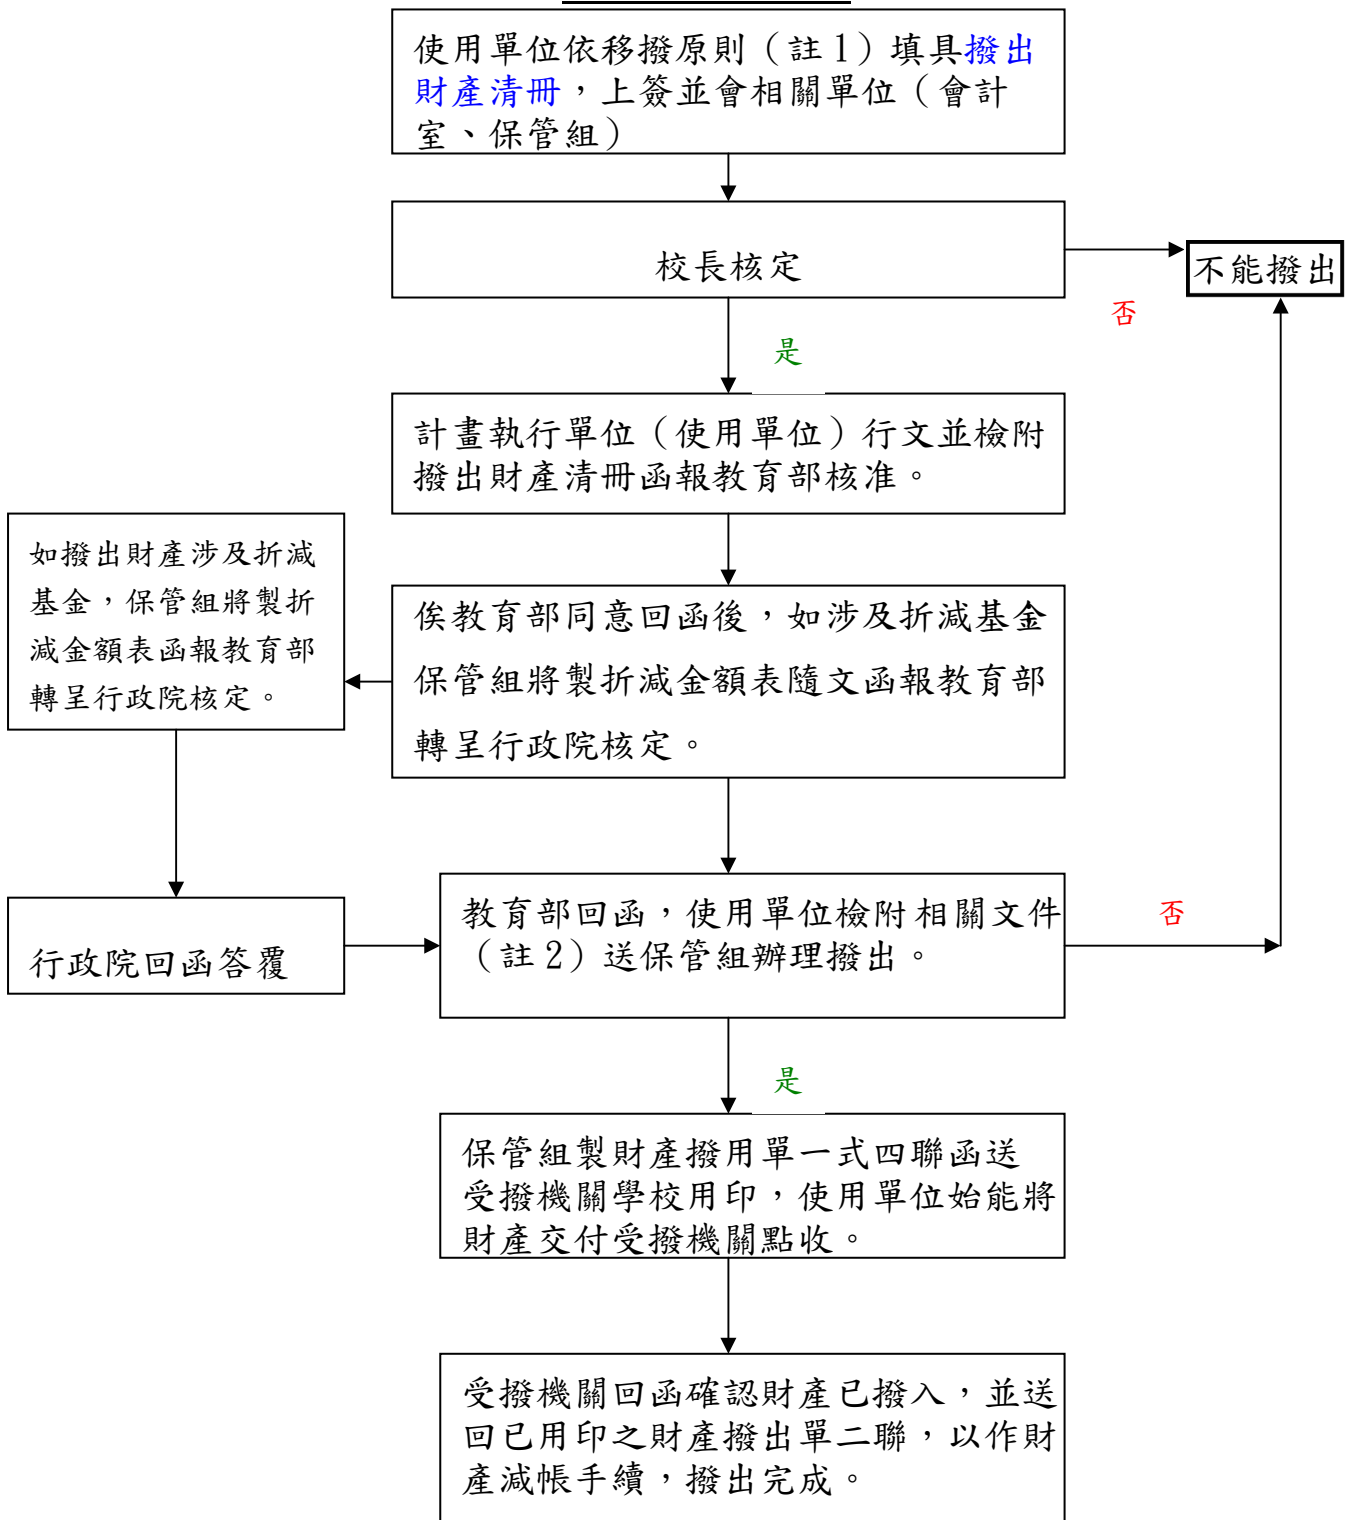 使用單位依移撥原則（註1）填具撥出
財產清冊，上簽並會相關單位（會計
室、保管組）
校長核定
不能撥出
否
是
計畫執行單位（使用單位）行文並檢附
撥出財產清冊函報教育部核准。
如撥出財產涉及折減
基金，保管組將製折
減金額表函報教育部
轉呈行政院核定。
俟教育部同意回函後，如涉及折減基金
保管組將製折減金額表隨文函報教育部
轉呈行政院核定。
行政院回函答覆
教育部回函，使用單位檢附相關文件
（註2）送保管組辦理撥出。
否
是
保管組製財產撥用單一式四聯函送
受撥機關學校用印，使用單位始能將
財產交付受撥機關點收。
受撥機關回函確認財產已撥入，並送
回已用印之財產撥出單二聯，以作財
產減帳手續，撥出完成。